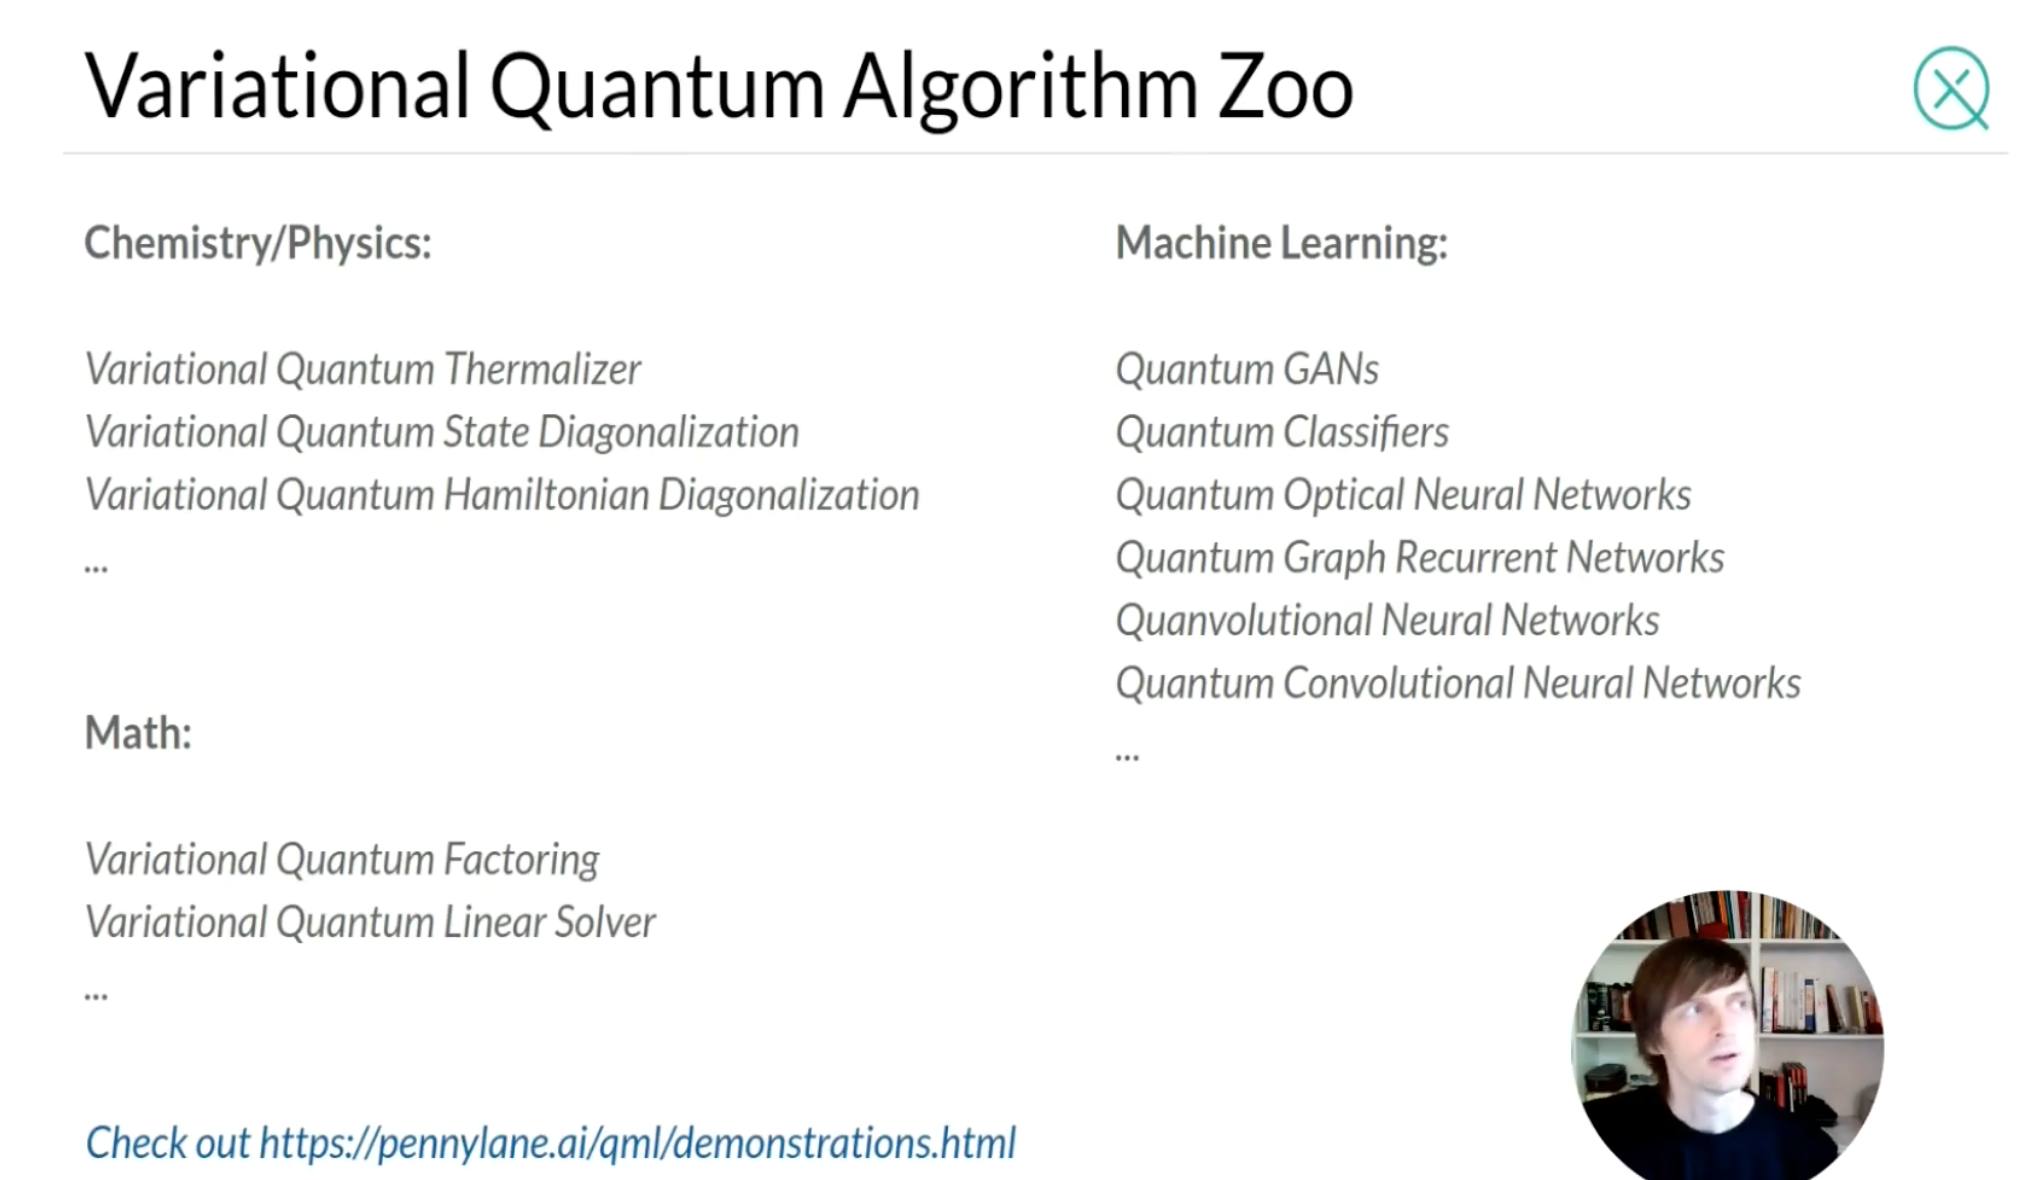 Variational Quantum Algorithm Zoo
Chemistry/Physics:
Variational Quantum Thermalizer
Variational Quantum State Diagonalization
Variational Quantum Hamiltonian Diagonalization
...
Math:
Variational Quantum Factoring
Variational Quantum Linear Solver
...
Machine Learning:
Quantum GANs
Quantum Classifiers
Quantum Optical Neural Networks
Quantum Graph Recurrent Networks
Quanvolutional Neural Networks
Quantum Convolutional Neural Networks
...
Check out https://pennylane.ai/qml/demonstrations.html